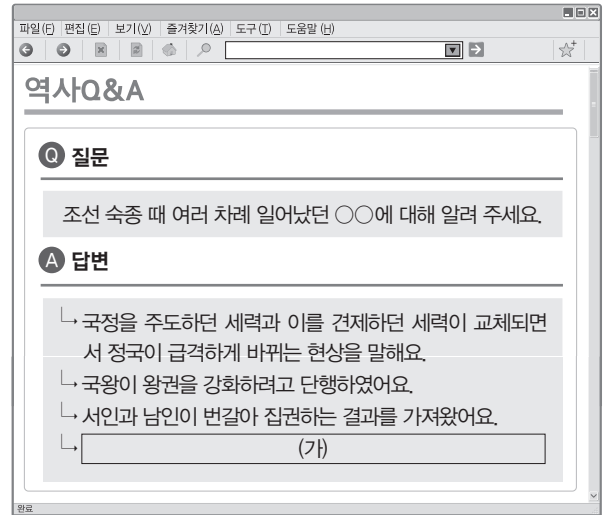 파일(F) 편집(E) 보기(V) 즐겨찾기(A) 도구(T) 도움말(H)
역사Q&A
Q 질문
조선 숙종 때 여러 차례 일어났던 ○○에 대해 알려 주세요.
A 답변
국정을 주도하던 세력과 이를 견제하던 세력이 교체되면
서 정국이 급격하게 바뀌는 현상을 말해요.
국왕이 왕권을 강화하려고 단행하였어요.
서인과 남인이 번갈아 집권하는 결과를 가져왔어요.
(가)
완료